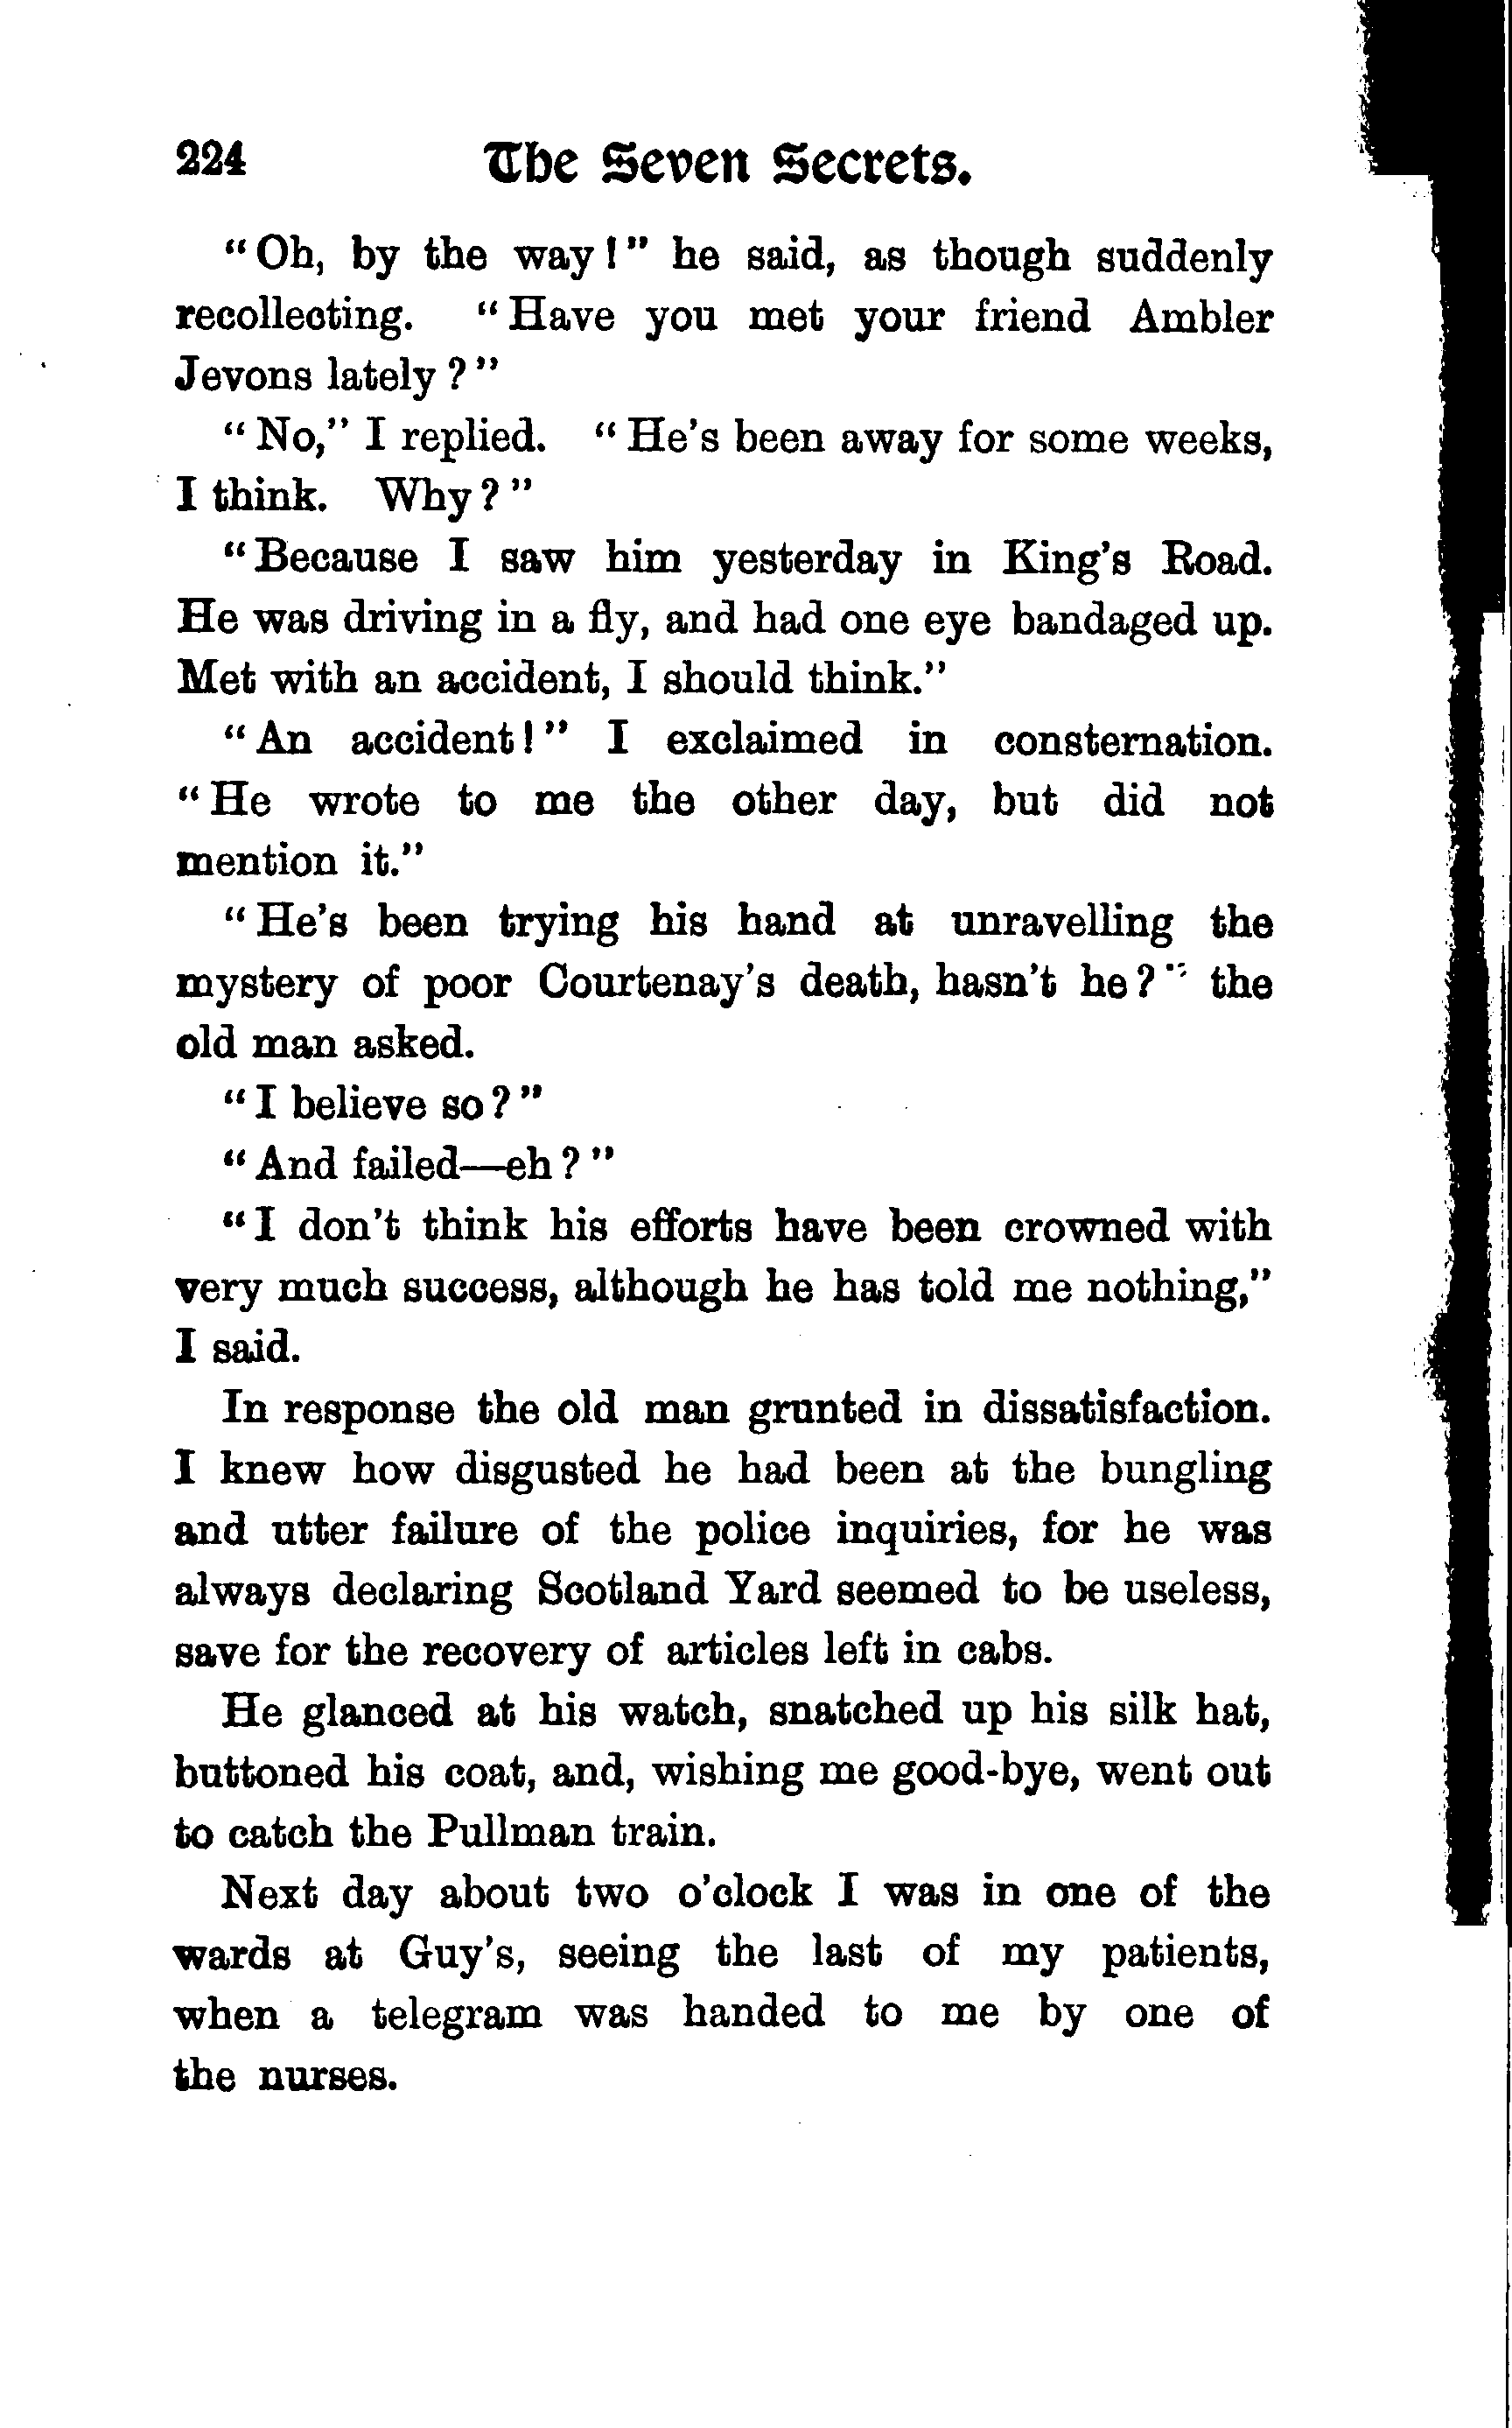 224 The Seven Secrets.
"Oh, by the way!" he said, as though suddenly
recollecting. "Have you met your friend Ambler
Jevons lately?"
"No," I replied. "He's been away for some weeks,
I think. Why?"
"Because I saw him yesterday in King's Road.
He was driving in a fly, and had one eye bandaged up.
Met with an accident, I should think."
"An accident!" I exclaimed in consternation.
"He wrote to me the other day, but did not
mention it."
"He's been trying his hand at unravelling the
mystery of poor Courtenay's death, hasn't he?" the
old man asked.
"I believe so?"
"And failed—eh?"
"I don't think his efforts have been crowned with
very much success, although he has told me nothing,"
I said.
In response the old man grunted in dissatisfaction.
I knew how disgusted he had been at the bungling
and utter failure of the police inquiries, for he was
always declaring Scotland Yard seemed to be useless,
save for the recovery of articles left in cabs.
He glanced at his watch, snatched up his silk hat,
buttoned his coat, and, wishing me good-bye, went out
to catch the Pullman train.
Next day about two o'clock I was in one of the
wards at Guy's, seeing the last of my patients,
when a telegram was handed to me by one of
the nurses.